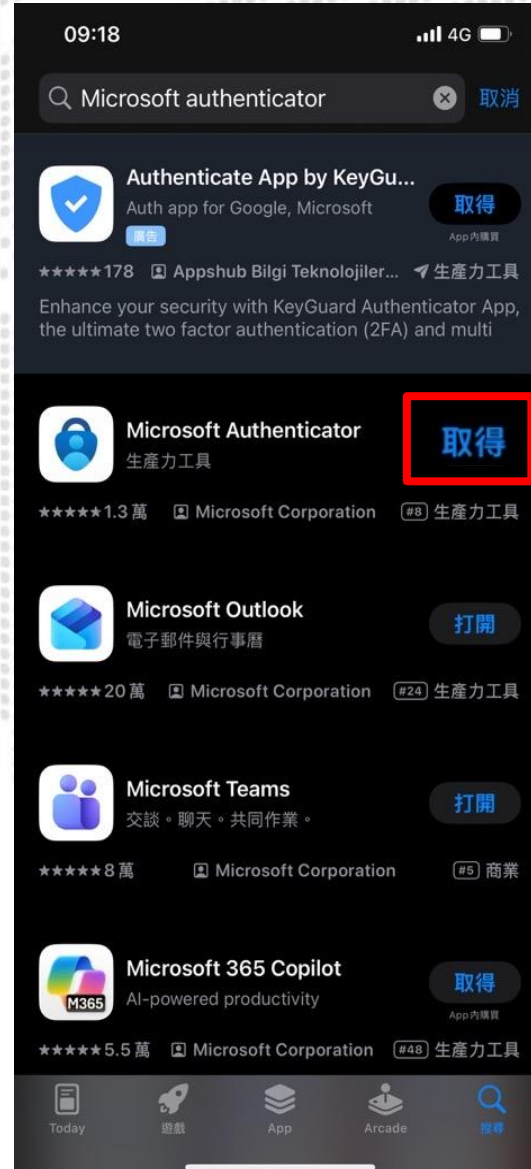 09:18
4G
Microsoft authenticator
取消
Authenticate App by KeyGu...
Auth app for Google, Microsoft
取得
廣告
App內購買
★★★★★178 Appshub Bilgi Teknolojiler... 生產力工具
Enhance your security with KeyGuard Authenticator App,
the ultimate two factor authentication (2FA) and multi
Microsoft Authenticator
生產力工具
取得
★★★★★1.3 萬 Microsoft Corporation #8 生產力工具
Microsoft Outlook
電子郵件與行事曆
打開
★★★★★20 萬 Microsoft Corporation #24 生產力工具
Microsoft Teams
交談。聊天。共同作業。
打開
★★★★★8 萬 Microsoft Corporation #5 商業
M365
Microsoft 365 Copilot
AI-powered productivity
取得
App內購買
★★★★★5.5 萬 Microsoft Corporation #48 生產力工具
Today
遊戲
App
Arcade
搜尋